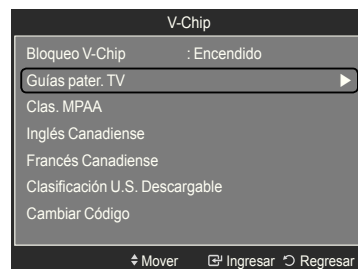 V-Chip
Bloqueo V-Chip : Encendido
Guías pater. TV
Clas. MPAA
Inglés Canadiense
Francés Canadiense
Clasificación U.S. Descargable
Cambiar Código
Mover Ingresar Regresar